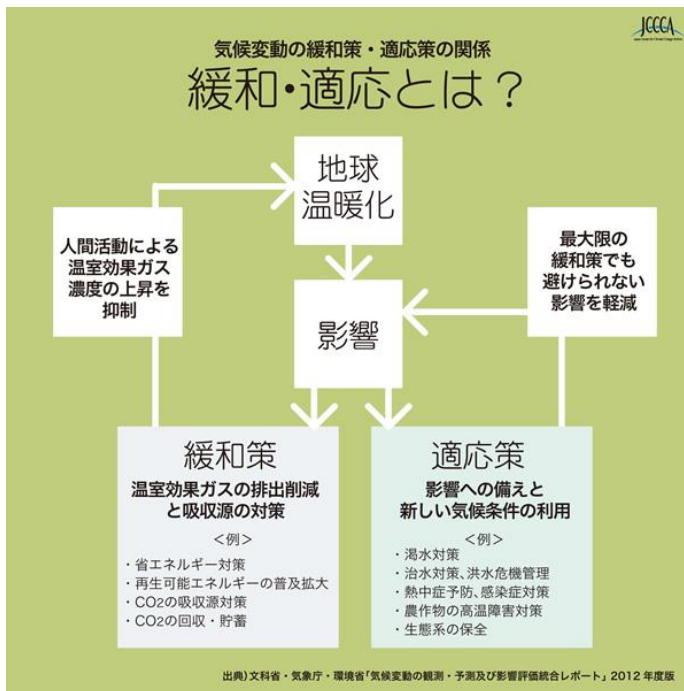 JCCCA
気候変動の緩和策・適応策の関係
緩和・適応とは？
地球
温暖化
人間活動による
温室効果ガス
濃度の上昇を
抑制
最大限の
緩和策でも
避けられない
影響を軽減
影響
緩和策
温室効果ガスの排出削減
と吸収源の対策
＜例＞
・省エネルギー対策
・再生可能エネルギーの普及拡大
・CO2の吸収源対策
・CO2の回収・貯蓄
適応策
影響への備えと
新しい気候条件の利用
＜例＞
・渇水対策
・治水対策、洪水危機管理
・熱中症予防、感染症対策
・農作物の高温障害対策
・生態系の保全
出典）文科省・気象庁・環境省「気候変動の観測・予測及び影響評価統合レポート」2012年度版